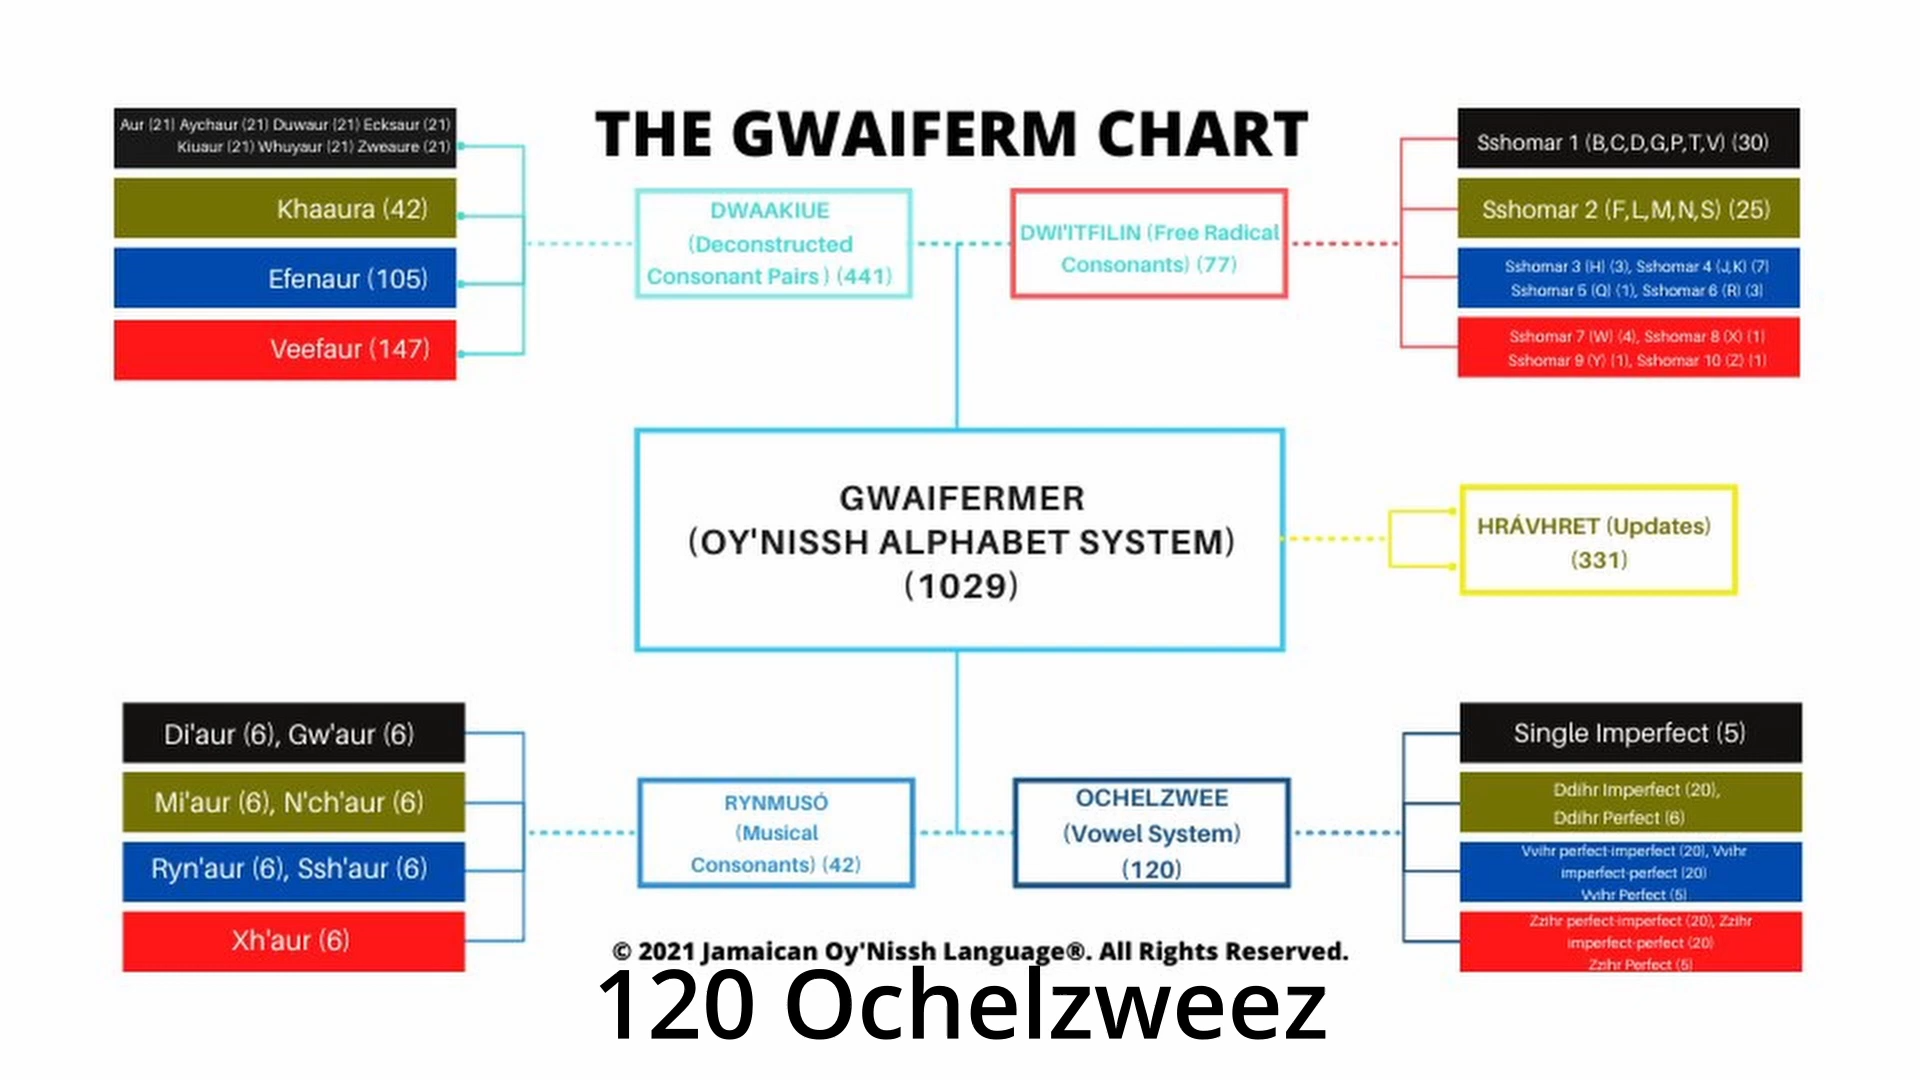 THE GWAIFERM CHART
Aur (21) Aychaur (21) Duwaur (21) Ecksaur (21)
Kiuaur (21) Whuyaur (21) Zweaure (21)
Khaaura (42)
Efenaur (105)
Veefaur (147)
DWAAKIUE
(Deconstructed
Consonant Pairs ) (441)
DWI'ITFILIN (Free Radical
Consonants) (77)
Sshomar 1 (B,C,D,G,P,T,V) (30)
Sshomar 2 (F,L,M,N,S) (25)
Sshomar 3 (H) (3), Sshomar 4 (J,K) (7)
Sshomar 5 (Q) (1), Sshomar 6 (R) (3)
Sshomar 7 (W) (4), Sshomar 8 (X) (1)
Sshomar 9 (Y) (1), Sshomar 10 (Z) (1)
GWAIFERMER
(OY'NISSH ALPHABET SYSTEM)
(1029)
HRÁVHRET (Updates)
(331)
Di'aur (6), Gw'aur (6)
Mi'aur (6), N'ch'aur (6)
Ryn'aur (6), Ssh'aur (6)
Xh'aur (6)
RYNMUSÓ
(Musical
Consonants) (42)
OCHELZWEE
(Vowel System)
(120)
Single Imperfect (5)
Ddihr Imperfect (20),
Ddihr Perfect (6)
Vvihr perfect-imperfect (20), Vvihr
imperfect-perfect (20)
Vvihr Perfect (5)
Zzihr perfect-imperfect (20), Zzihr
imperfect-perfect (20)
Zzihr Perfect (5)
© 2021 Jamaican Oy'Nissh Language®. All Rights Reserved.
120 Ochelzweez